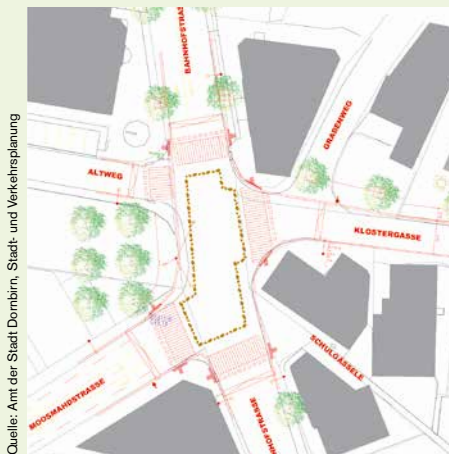 Quelle: Amt der Stadt Dornbirn, Stadt- und Verkehrsplanung
BAHNHOFSTRASSE
GRABENWEG
ALTWEG
KLOSTERGASSE
SCHULGÄSSELE
MOOSMAHDSTRASSE